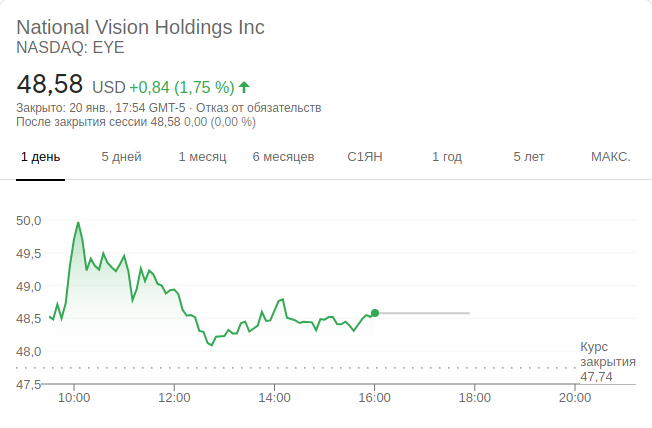 National Vision Holdings Inc
NASDAQ: EYE
48,58 USD +0,84 (1,75 %)
Закрыто: 20 янв., 17:54 GMT-5 · Отказ от обязательств
После закрытия сессии 48,58 0,00 (0,00 %)
1 день 5 дней 1 месяц 6 месяцев С1ЯН 1 год 5 лет МАКС.
50,0
49,5
49,0
48,5
48,0
47,5
Курс
закрытия
47,74
10:00 12:00 14:00 16:00 18:00 20:00